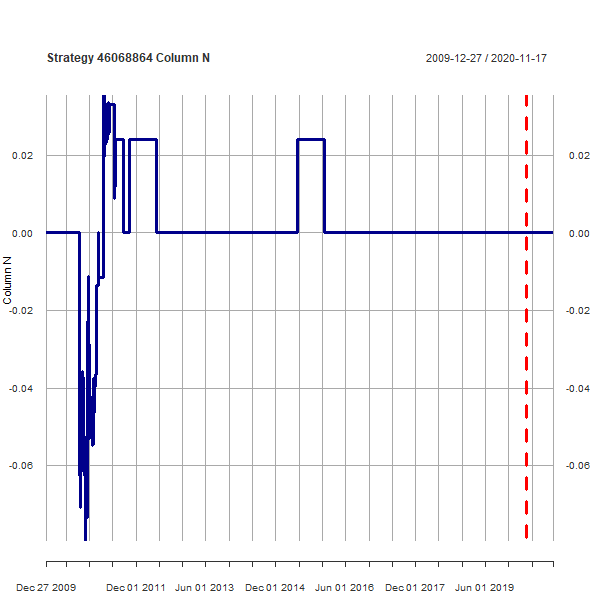 Strategy 46068864 Column N 2009-12-27 / 2020-11-17
0.02 0.02
0.00 0.00
Column N
-0.02 -0.02
-0.04 -0.04
-0.06 -0.06
Dec 27 2009 Dec 01 2011 Jun 01 2013 Dec 01 2014 Jun 01 2016 Dec 01 2017 Jun 01 2019